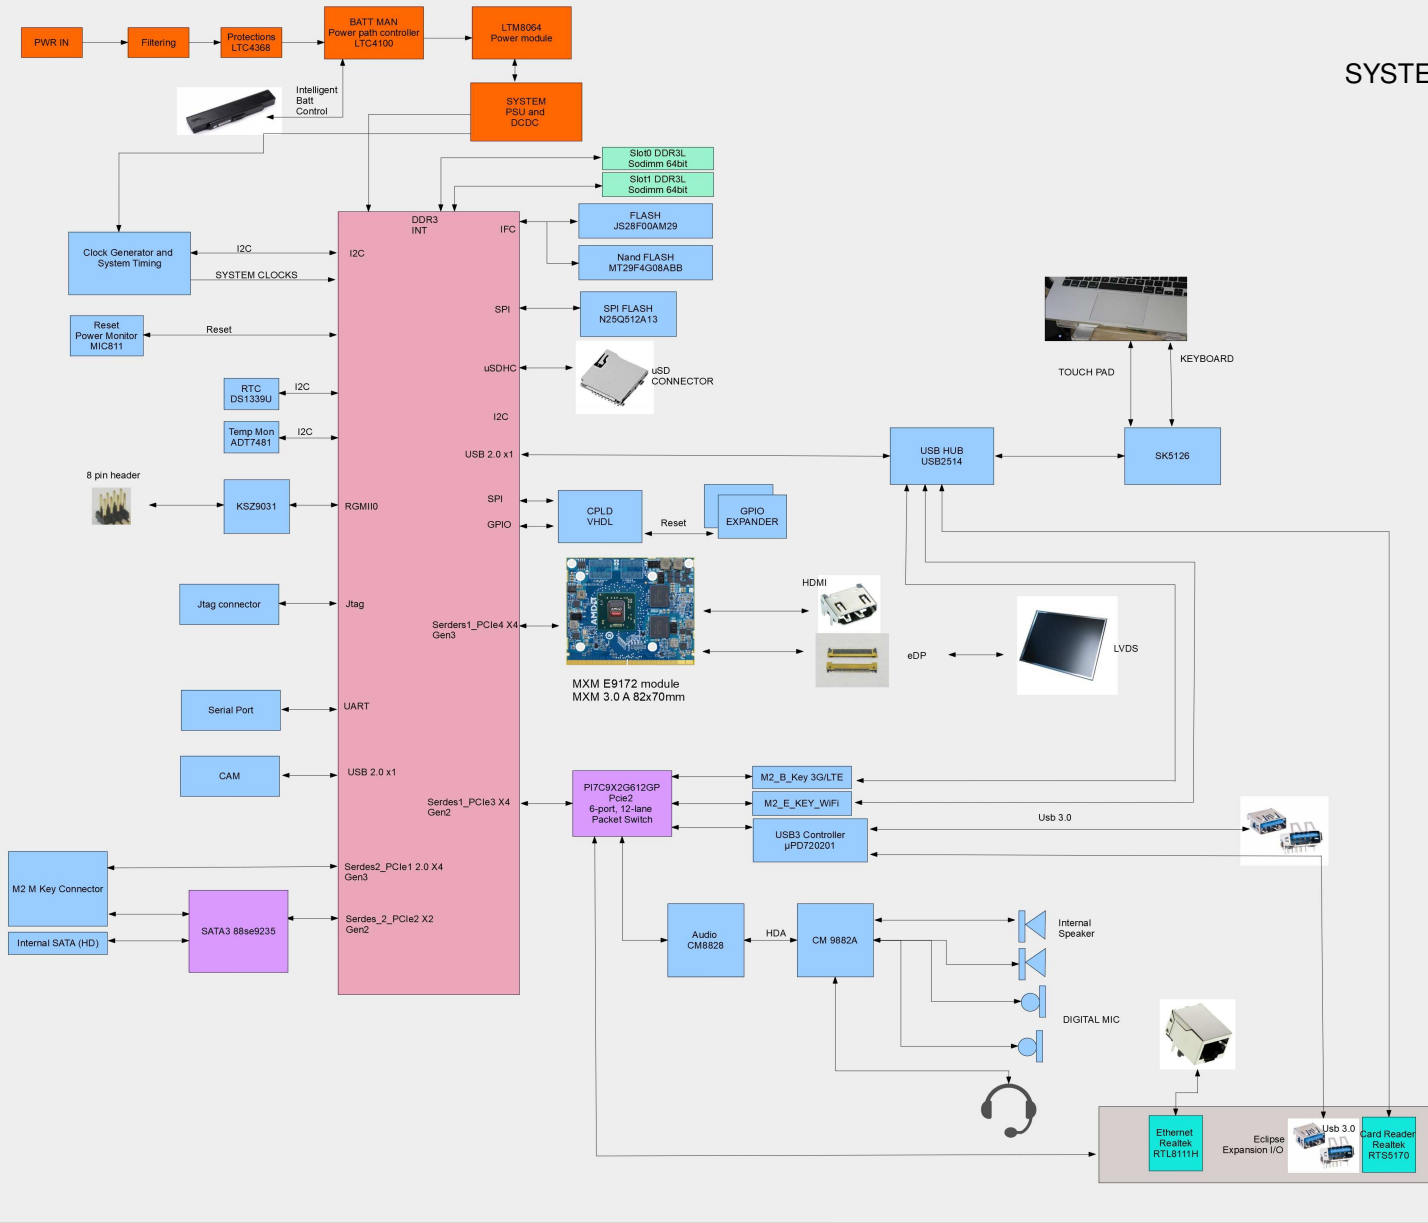 PWR IN
Filtering
Protections
LTC4368
BATT MAN
Power path controller
LTC4100
LTM8064
Power module
SYSTE
Intelligent
Batt
Control
SYSTEM
PSU and
DCDC
Slot0 DDR3L
Sodimm 64bit
Slot1 DDR3L
Sodimm 64bit
DDR3
INT
IFC
FLASH
JS28F00AM29
Nand FLASH
MT29F4G08ABB
Clock Generator and
System Timing
I2C
I2C
SYSTEM CLOCKS
SPI
SPI FLASH
N25Q512A13
Reset
Power Monitor
MIC811
Reset
uSDHC
uSD
CONNECTOR
KEYBOARD
TOUCH PAD
RTC
DS1339U
I2C
I2C
Temp Mon
ADT7481
I2C
USB 2.0 x1
USB HUB
USB2514
SK5126
8 pin header
KSZ9031
RGMII0
SPI
GPIO
CPLD
VHDL
Reset
GPIO
EXPANDER
Jtag connector
Jtag
Serders1_PCIe4 X4
Gen3
AMD
HDMI
eDP
LVDS
MXM E9172 module
MXM 3.0 A 82x70mm
Serial Port
UART
CAM
USB 2.0 x1
Serdes1_PCIe3 X4
Gen2
PI7C9X2G612GP
Pcie2
6-port, 12-lane
Packet Switch
M2_B_Key 3G/LTE
M2_E_KEY_WiFi
USB3 Controller
µPD720201
Usb 3.0
M2 M Key Connector
Serdes2_PCIe1 2.0 X4
Gen3
SATA3 88se9235
Serdes_2_PCIe2 X2
Gen2
Internal SATA (HD)
Audio
CM8828
HDA
CM 9882A
Internal
Speaker
DIGITAL MIC
Ethernet
Realtek
RTL8111H
Eclipse
Expansion I/O
Usb 3.0
Card Reader
Realtek
RTS5170